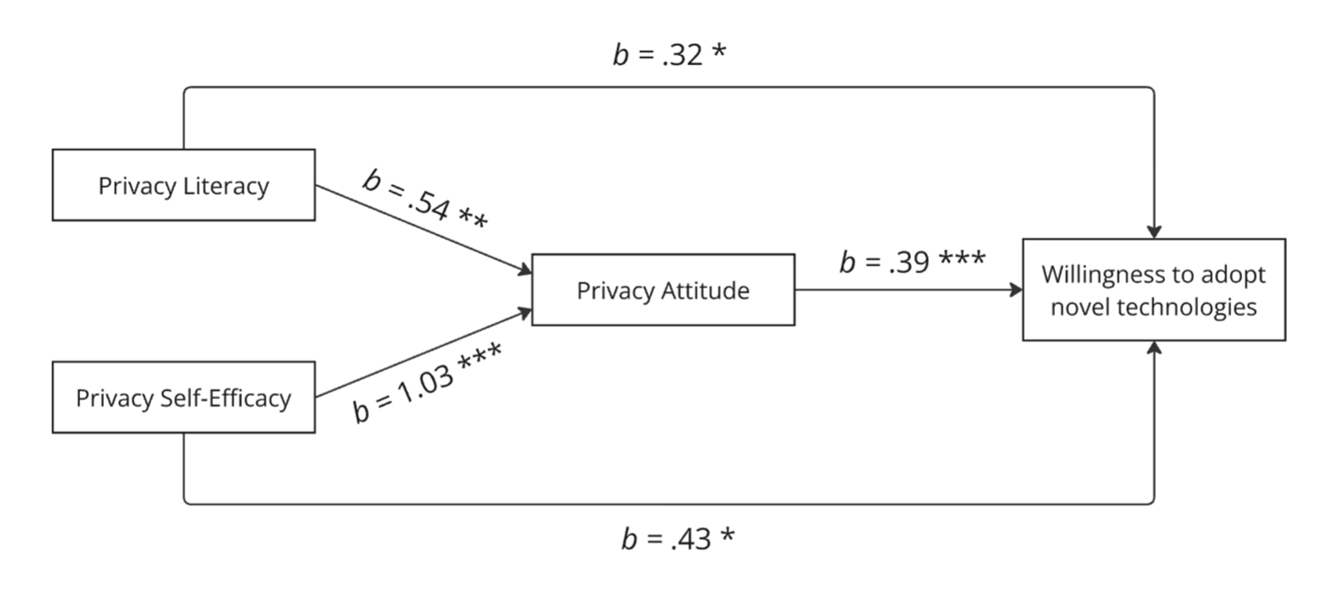 b = .32 *
Privacy Literacy
b = .54 **
Privacy Attitude
b = .39 ***
Willingness to adopt
novel technologies
Privacy Self-Efficacy
b = 1.03 ***
b = .43 *